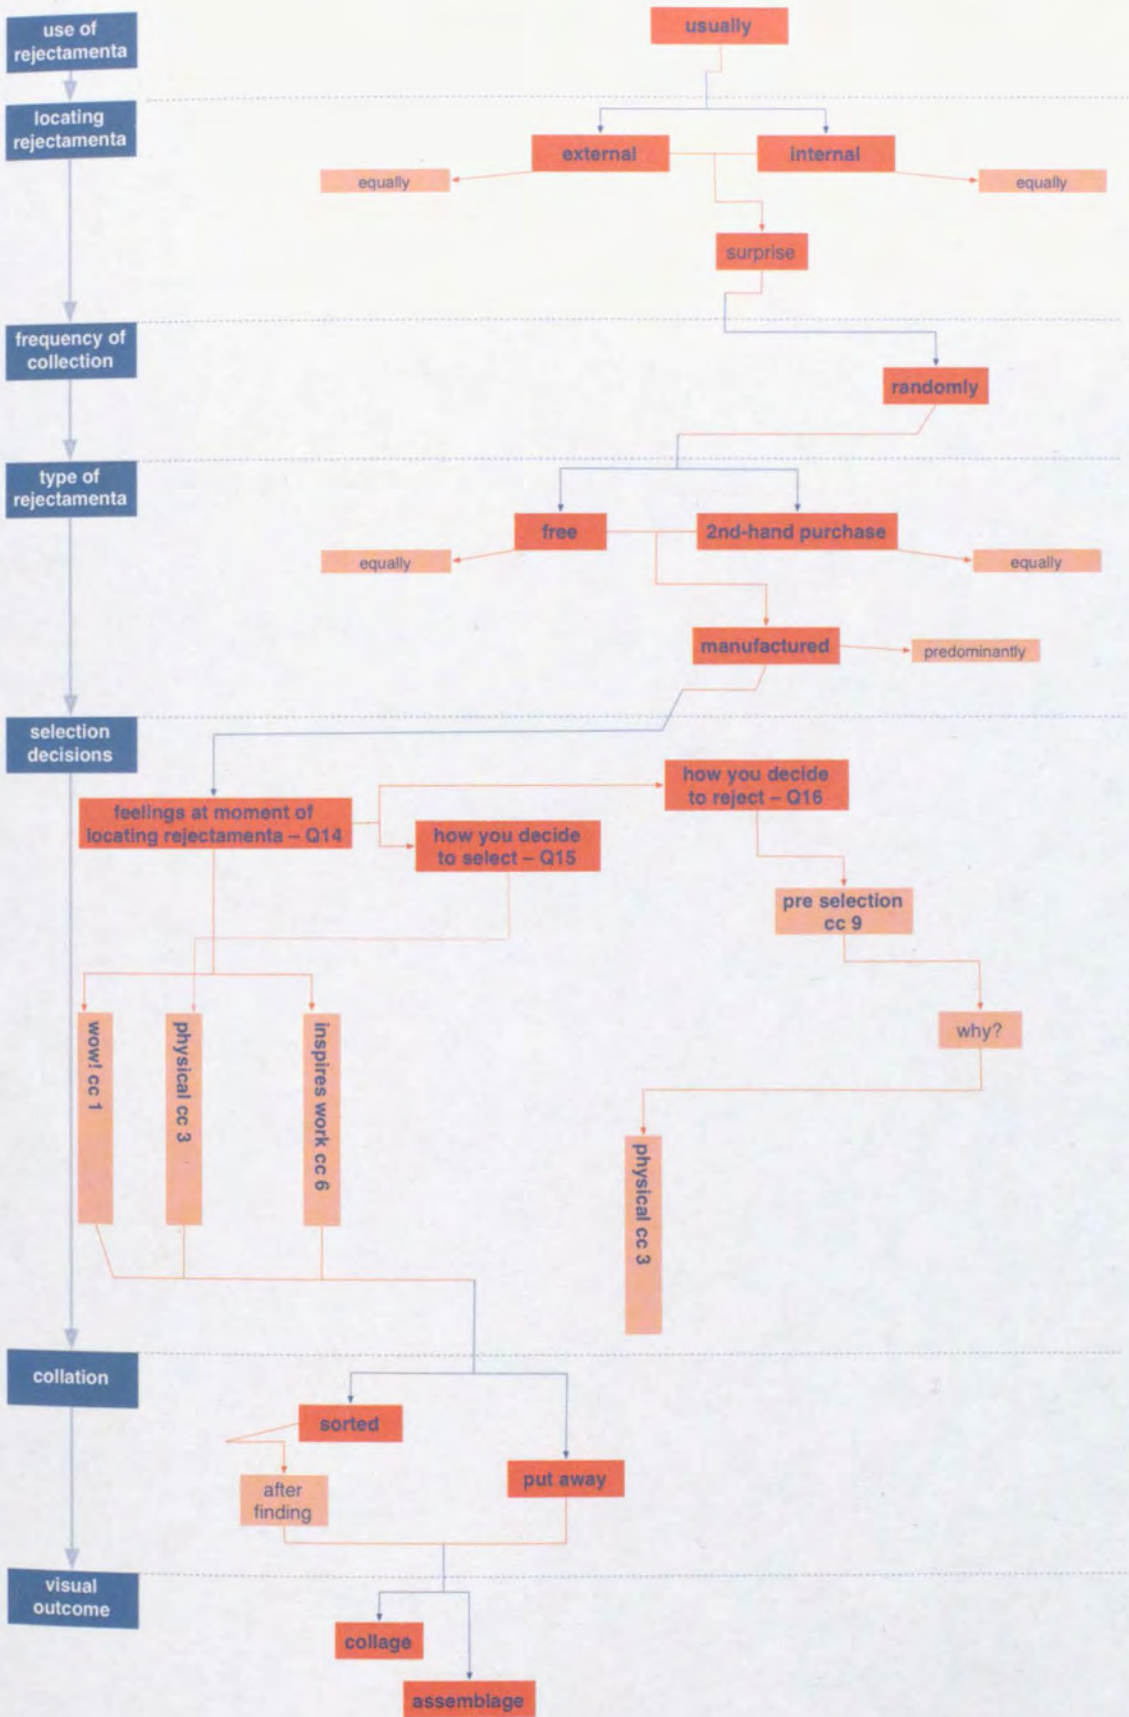 use of
rejectamenta
usually
locating
rejectamenta
external
internal
equally
equally
surprise
frequency of
collection
randomly
type of
rejectamenta
free
2nd-hand purchase
equally
equally
manufactured
predominantly
selection
decisions
how you decide
to reject – Q16
feelings at moment of
locating rejectamenta – Q14
how you decide
to select – Q15
pre selection
cc 9
wow! cc 1
physical cc 3
inspires work cc 6
why?
physical cc 3
collation
sorted
put away
after
finding
visual
outcome
collage
assemblage